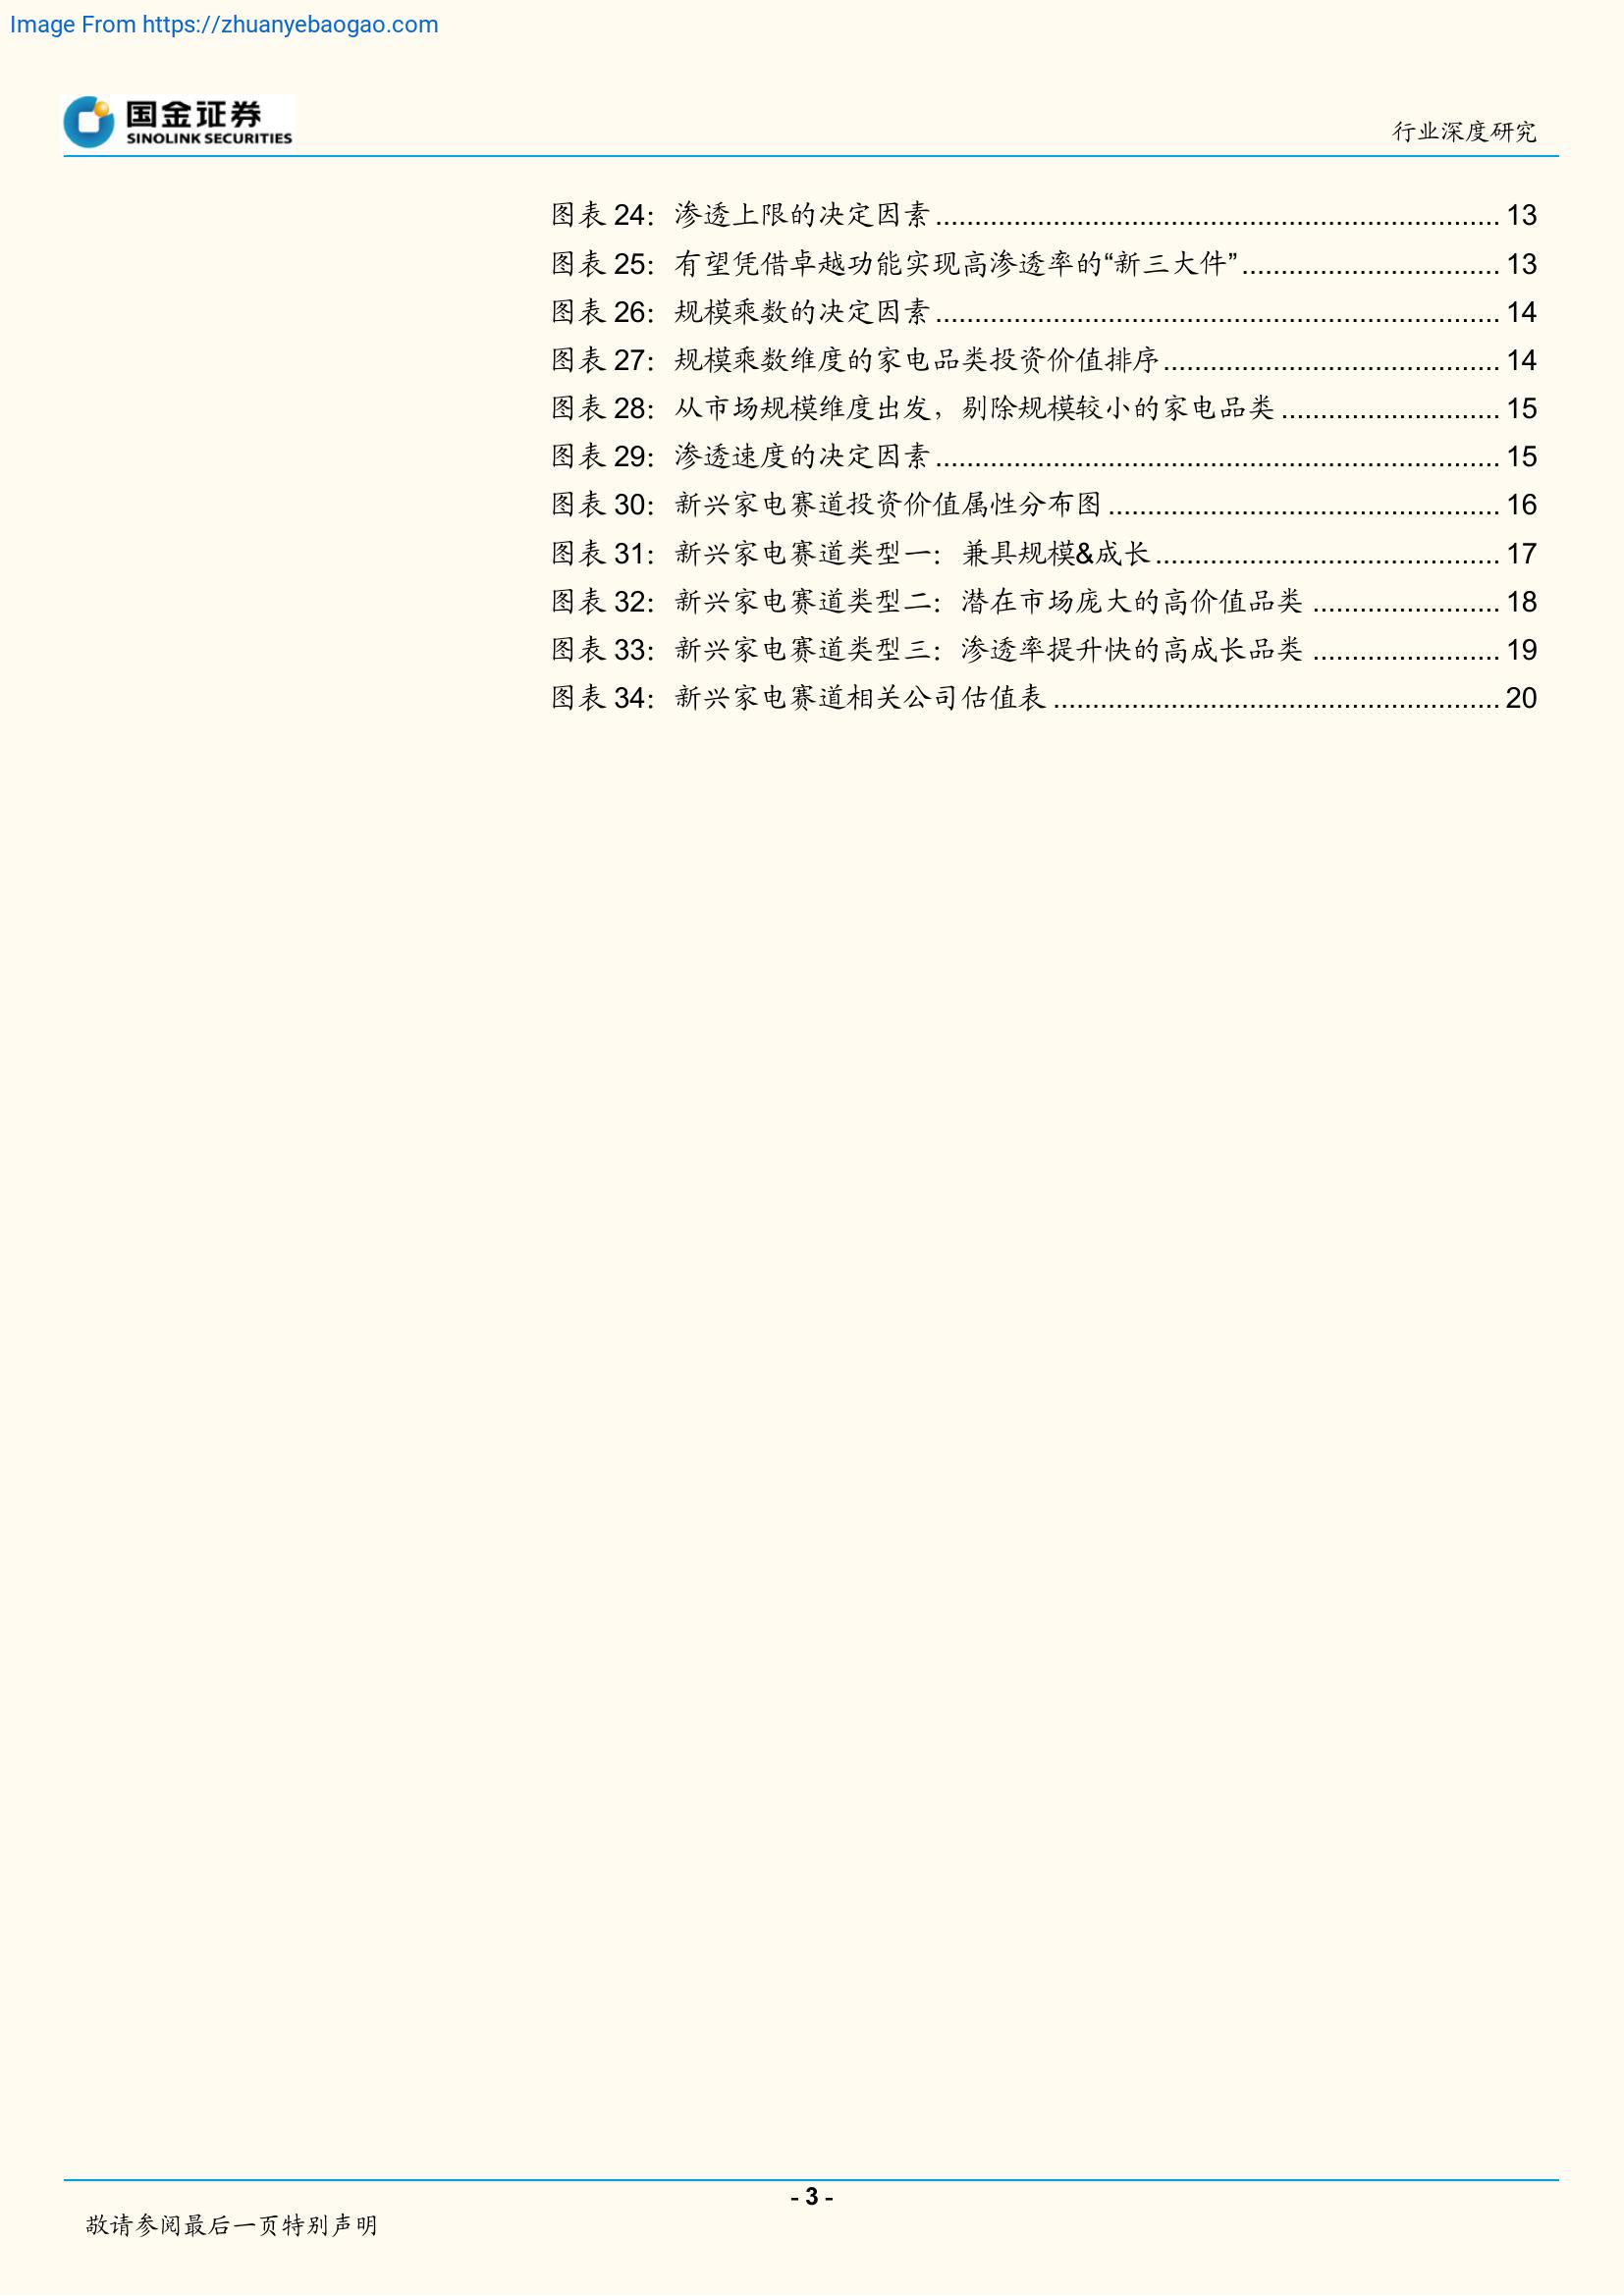 Image From https://zhuanyebaogao.com
国金证券
SINOLINK SECURITIES
行业深度研究
图表 24：渗透上限的决定因素 ........................................................................ 13
图表 25：有望凭借卓越功能实现高渗透率的“新三大件” ................................. 13
图表 26：规模乘数的决定因素 ........................................................................ 14
图表 27：规模乘数维度的家电品类投资价值排序 ........................................... 14
图表 28：从市场规模维度出发，剔除规模较小的家电品类 ............................ 15
图表 29：渗透速度的决定因素 ........................................................................ 15
图表 30：新兴家电赛道投资价值属性分布图 .................................................. 16
图表 31：新兴家电赛道类型一：兼具规模&成长 ............................................ 17
图表 32：新兴家电赛道类型二：潜在市场庞大的高价值品类 ........................ 18
图表 33：新兴家电赛道类型三：渗透率提升快的高成长品类 ........................ 19
图表 34：新兴家电赛道相关公司估值表 ......................................................... 20
- 3 -
敬请参阅最后一页特别声明